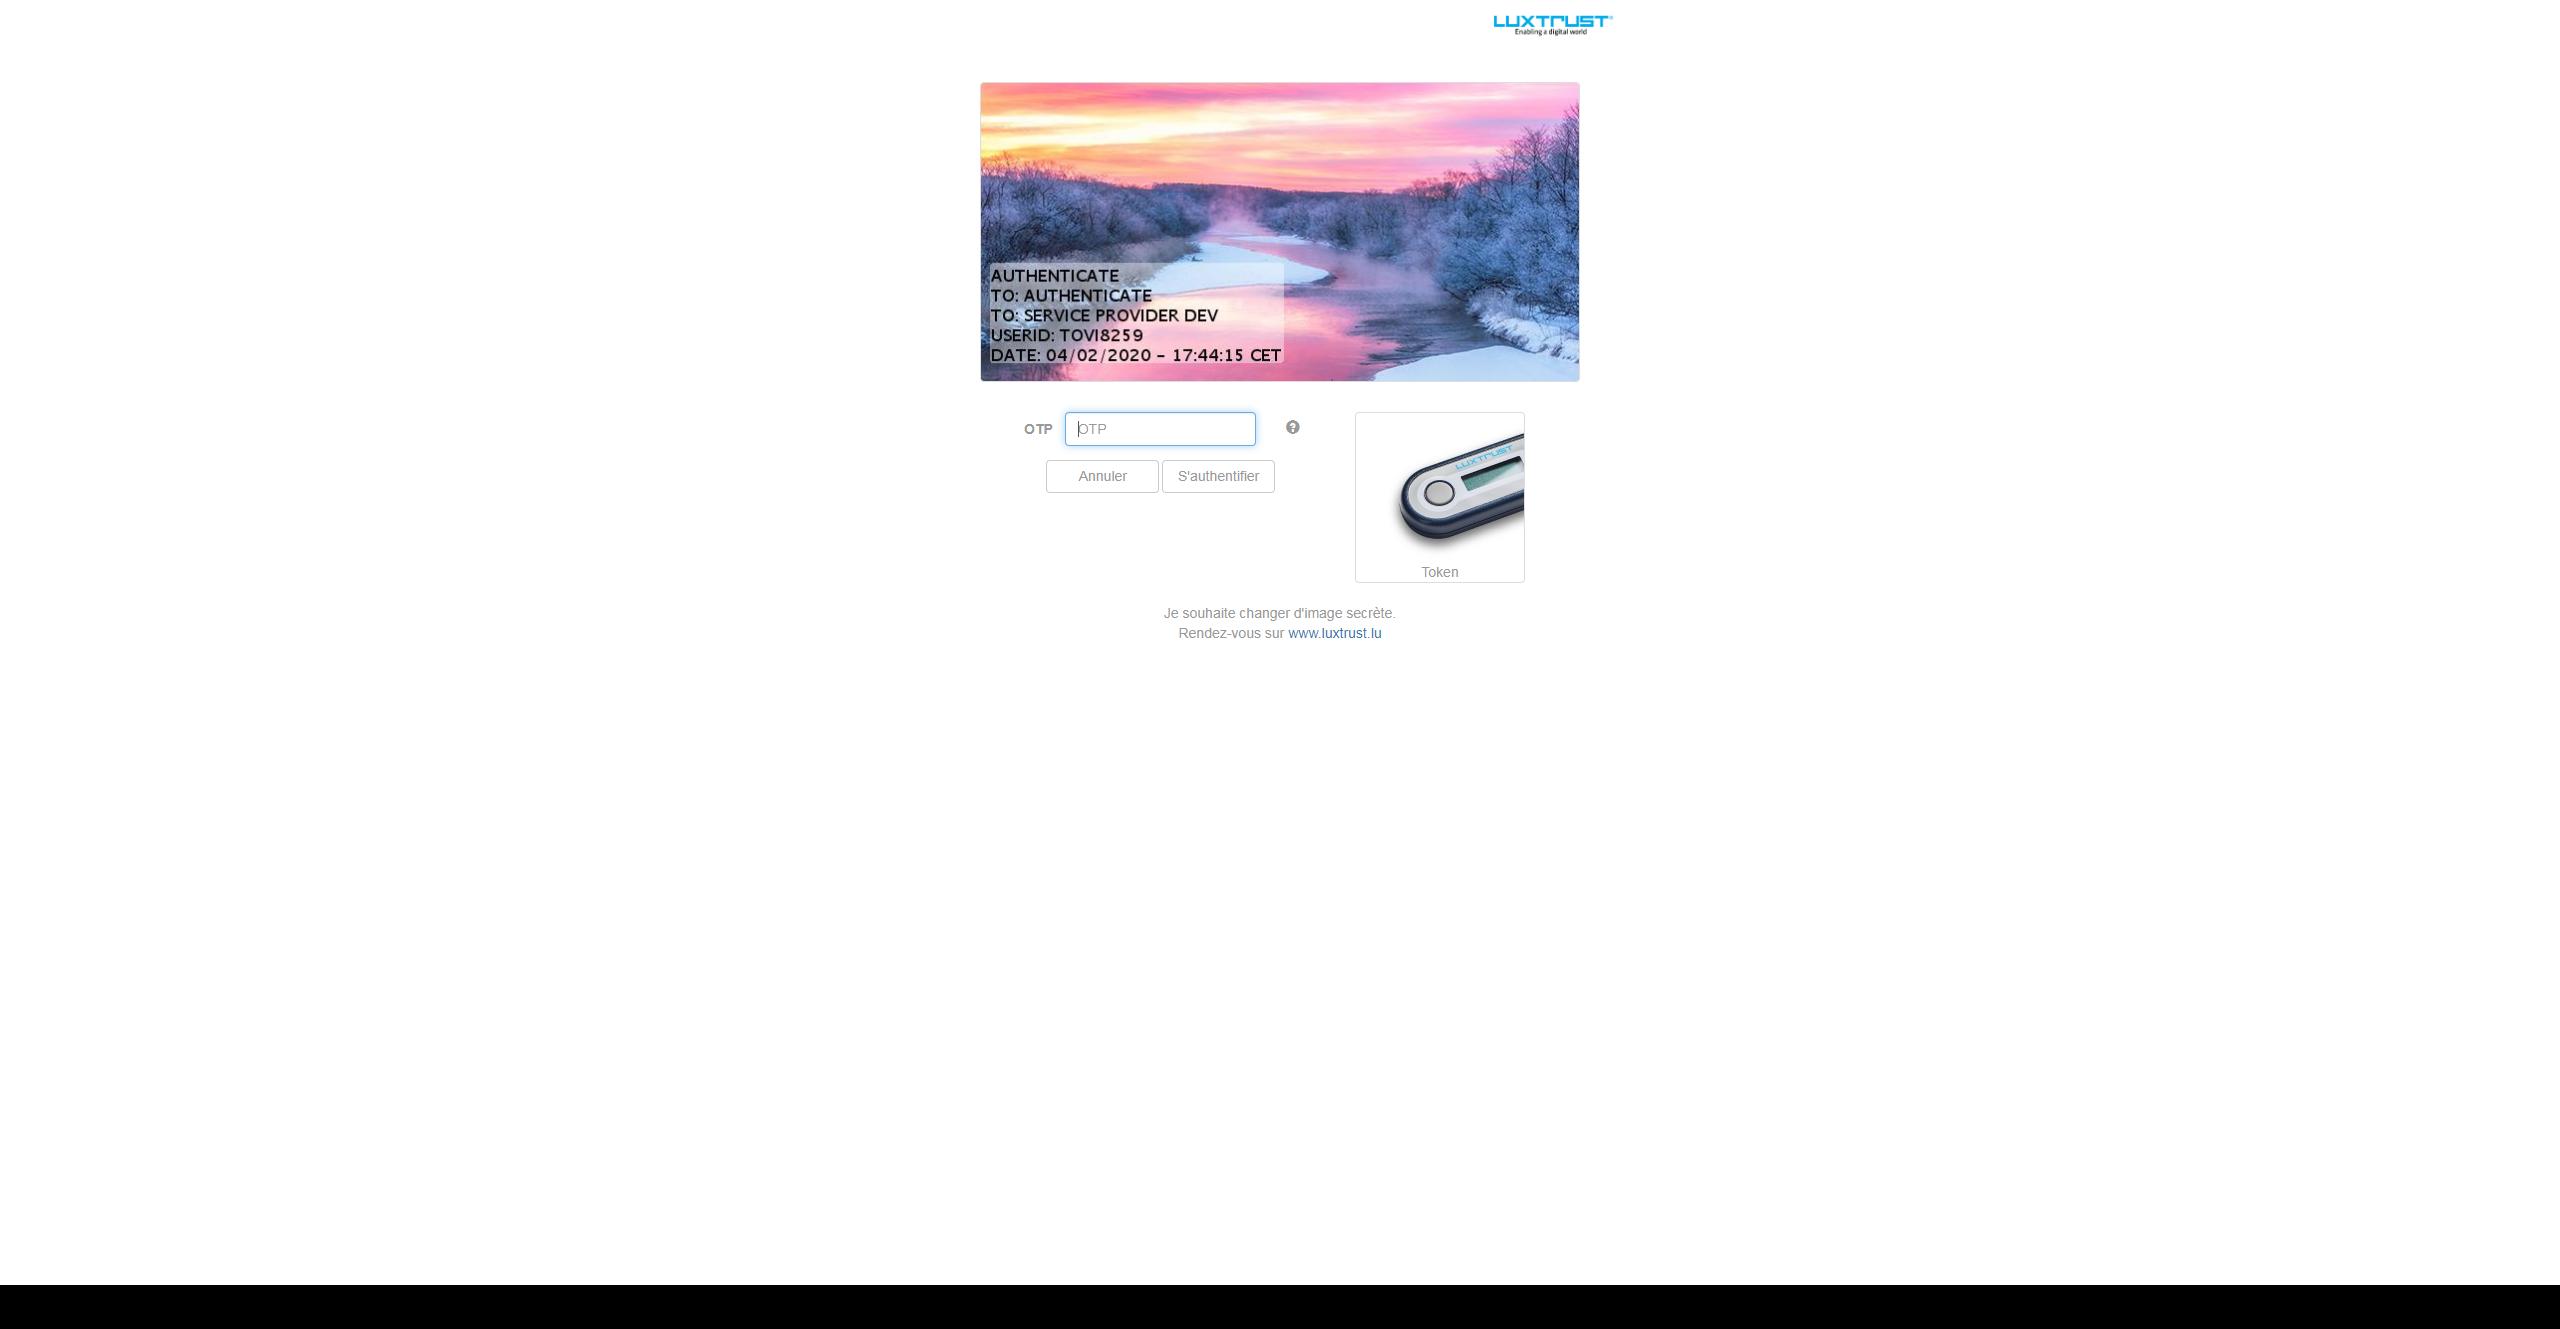 LUXTRUST
Enabling a digital world
AUTHENTICATE
TO: AUTHENTICATE
TO: SERVICE PROVIDER DEV
USERID: TOVI8259
DATE: 04/02/2020 - 17:44:15 CET
OTP OTP
Annuler S'authentifier
LUXTRUST
Token
Je souhaite changer d'image secrète.
Rendez-vous sur www.luxtrust.lu